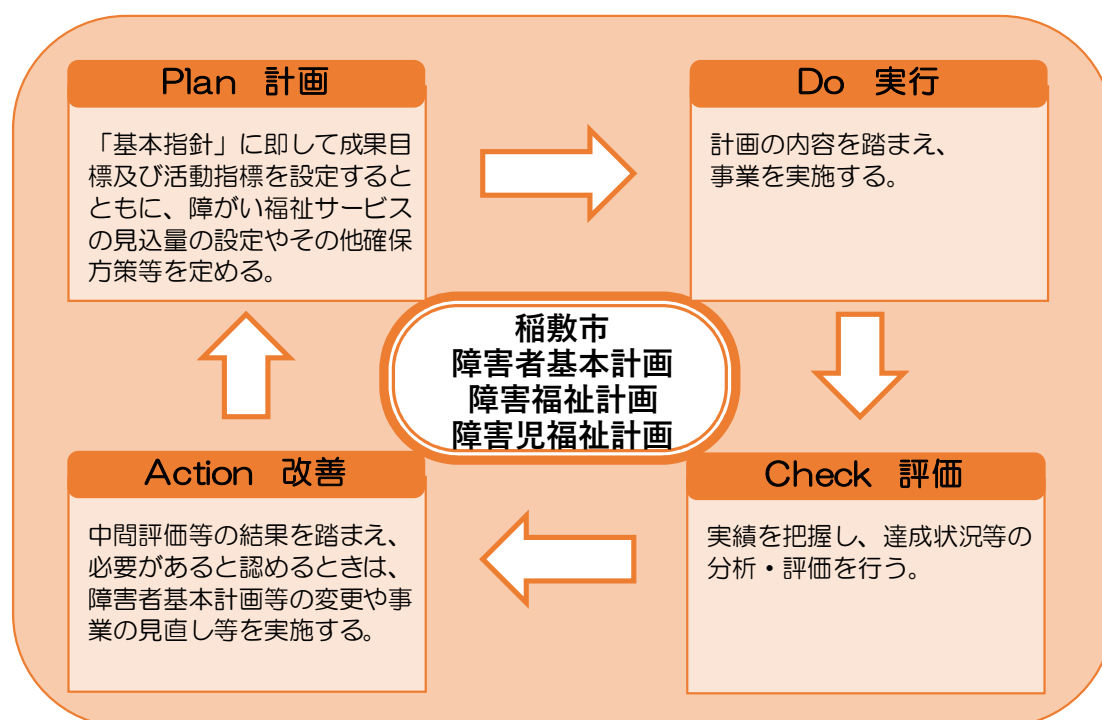 Plan 計画
「基本指針」に即して成果目
標及び活動指標を設定すると
ともに、障がい福祉サービス
の見込量の設定やその他確保
方策等を定める。
Do 実行
計画の内容を踏まえ、
事業を実施する。
稲敷市
障害者基本計画
障害福祉計画
障害児福祉計画
Action 改善
中間評価等の結果を踏まえ、
必要があると認めるときは、
障害者基本計画等の変更や事
業の見直し等を実施する。
Check 評価
実績を把握し、達成状況等の
分析・評価を行う。